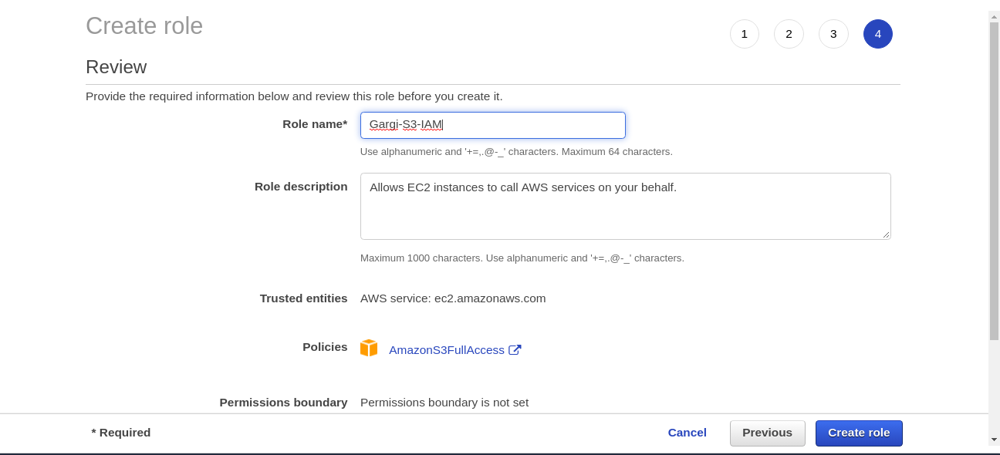 Create role
1 2 3 4
Review
Provide the required information below and review this role before you create it.
Role name* Gargi-S3-IAM
Use alphanumeric and '+=,.@-_' characters. Maximum 64 characters.
Role description Allows EC2 instances to call AWS services on your behalf.
Maximum 1000 characters. Use alphanumeric and '+=,.@-_' characters.
Trusted entities AWS service: ec2.amazonaws.com
Policies AmazonS3FullAccess
Permissions boundary Permissions boundary is not set
* Required Cancel Previous Create role